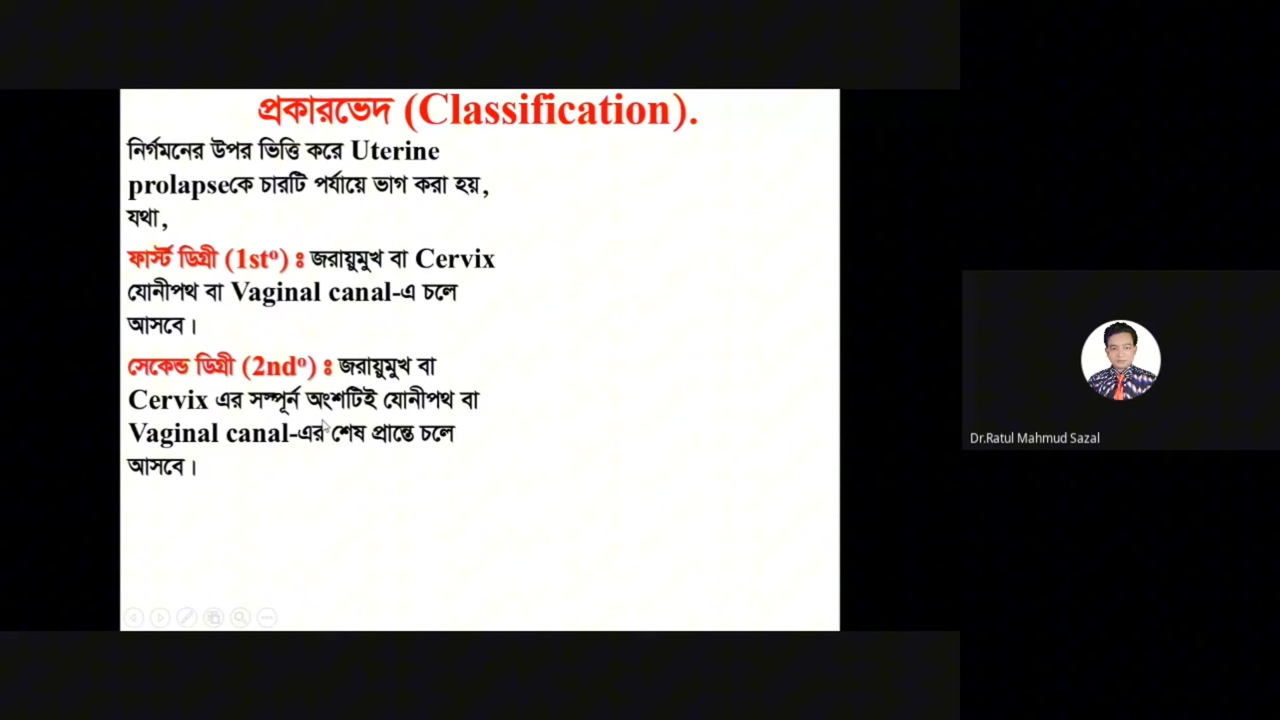 প্রকারভেদ (Classification).
নির্গমনের উপর ভিত্তি করে Uterine
prolapseকে চারটি পর্যায়ে ভাগ করা হয়,
যথা,
ফার্স্ট ডিগ্রী (1stº) ঃ জরায়ুমুখ বা Cervix
যোনীপথ বা Vaginal canal-এ চলে
আসবে।
সেকেন্ড ডিগ্রী (2ndº) ঃ জরায়ুমুখ বা
Cervix এর সম্পূর্ন অংশটিই যোনীপথ বা
Vaginal canal-এর শেষ প্রান্তে চলে
আসবে।
Dr.Ratul Mahmud Sazal